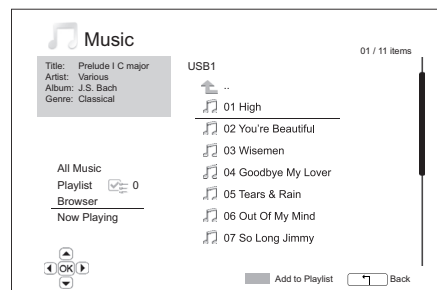 Music
01 / 11 items
Title: Prelude I C major
Artist: Various
Album: J.S. Bach
Genre: Classical
USB1
..
01 High
02 You're Beautiful
03 Wisemen
04 Goodbye My Lover
05 Tears & Rain
06 Out Of My Mind
07 So Long Jimmy
All Music
Playlist 0
Browser
Now Playing
OK
Add to Playlist
Back